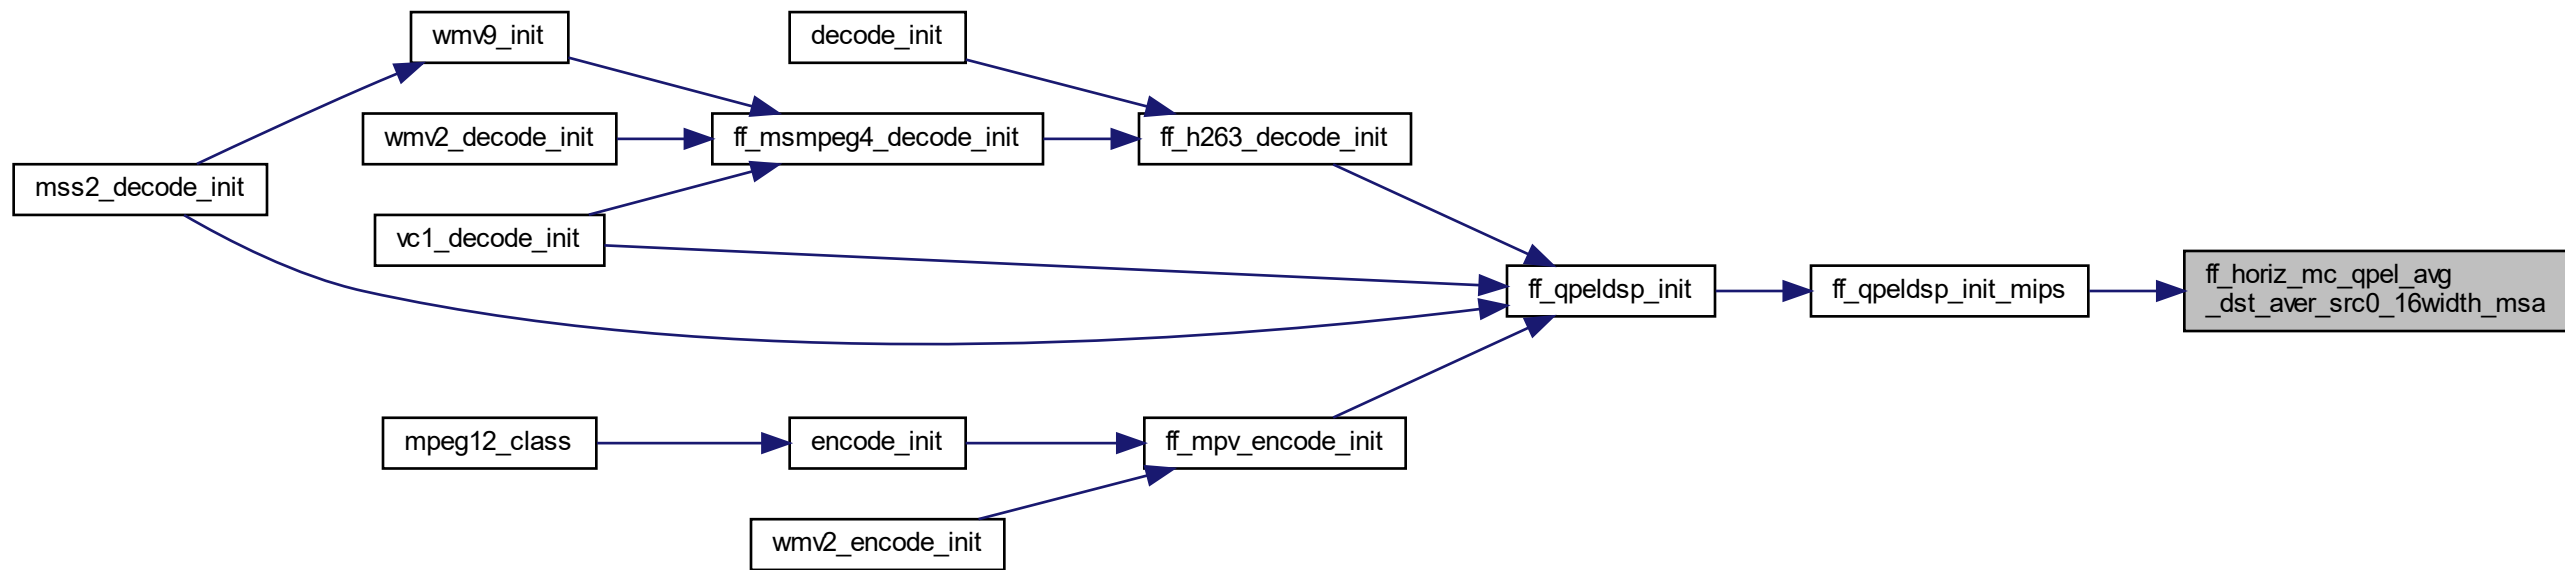 wmv9_init
decode_init
wmv2_decode_init
ff_msmpeg4_decode_init
ff_h263_decode_init
mss2_decode_init
vc1_decode_init
ff_qpeldsp_init
ff_qpeldsp_init_mips
ff_horiz_mc_qpel_avg
_dst_aver_src0_16width_msa
mpeg12_class
encode_init
ff_mpv_encode_init
wmv2_encode_init